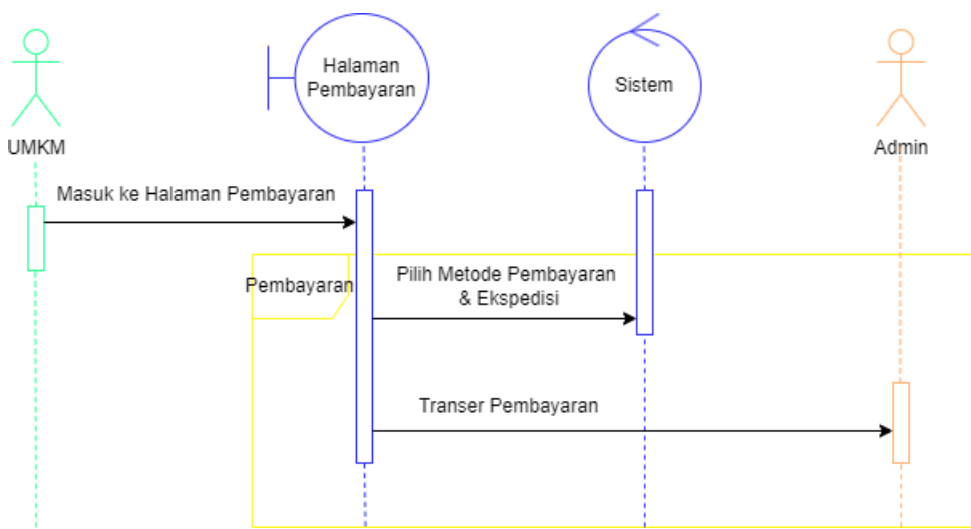 Halaman
Pembayaran
Sistem
UMKM
Admin
Masuk ke Halaman Pembayaran
Pembayaran
Pilih Metode Pembayaran
& Ekspedisi
Transer Pembayaran